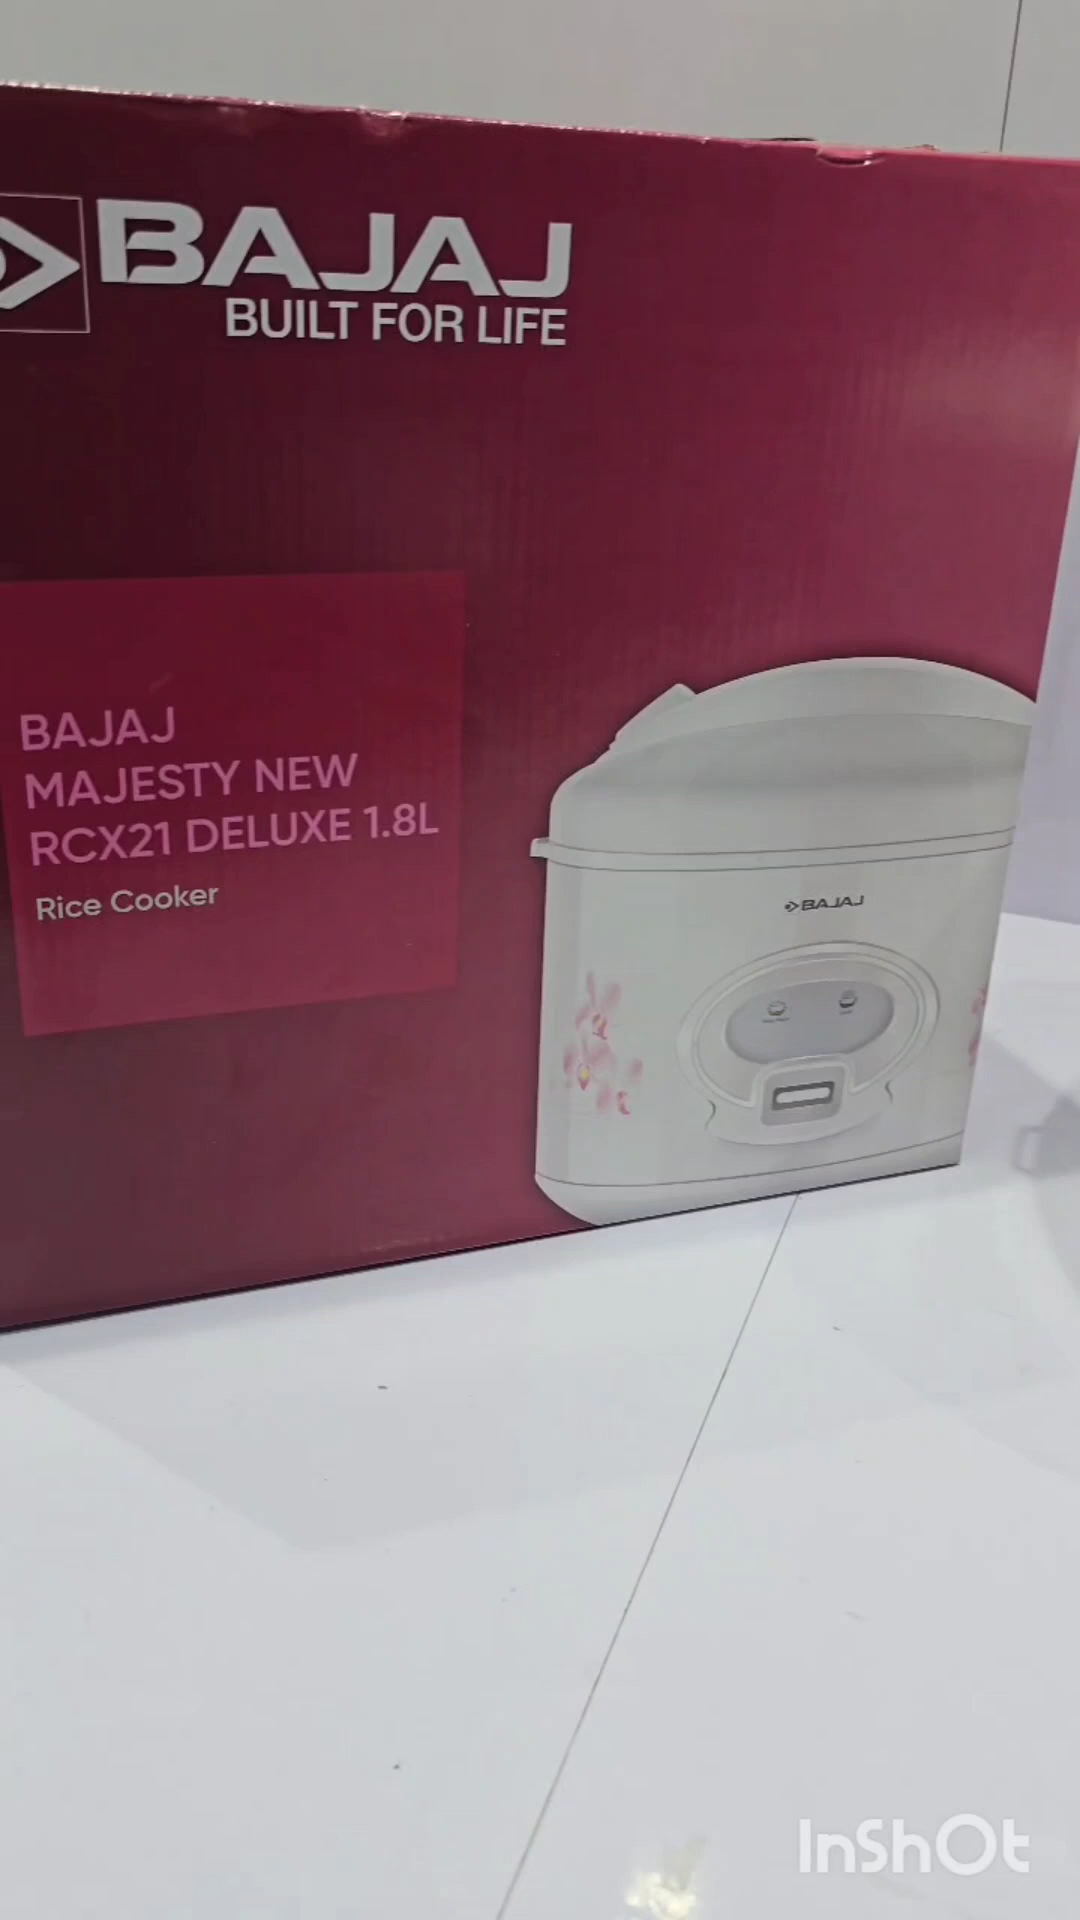 BAJAJ
BUILT FOR LIFE
BAJAJ
MAJESTY NEW
RCX21 DELUXE 1.8L
Rice Cooker
BAJAJ
InShOt